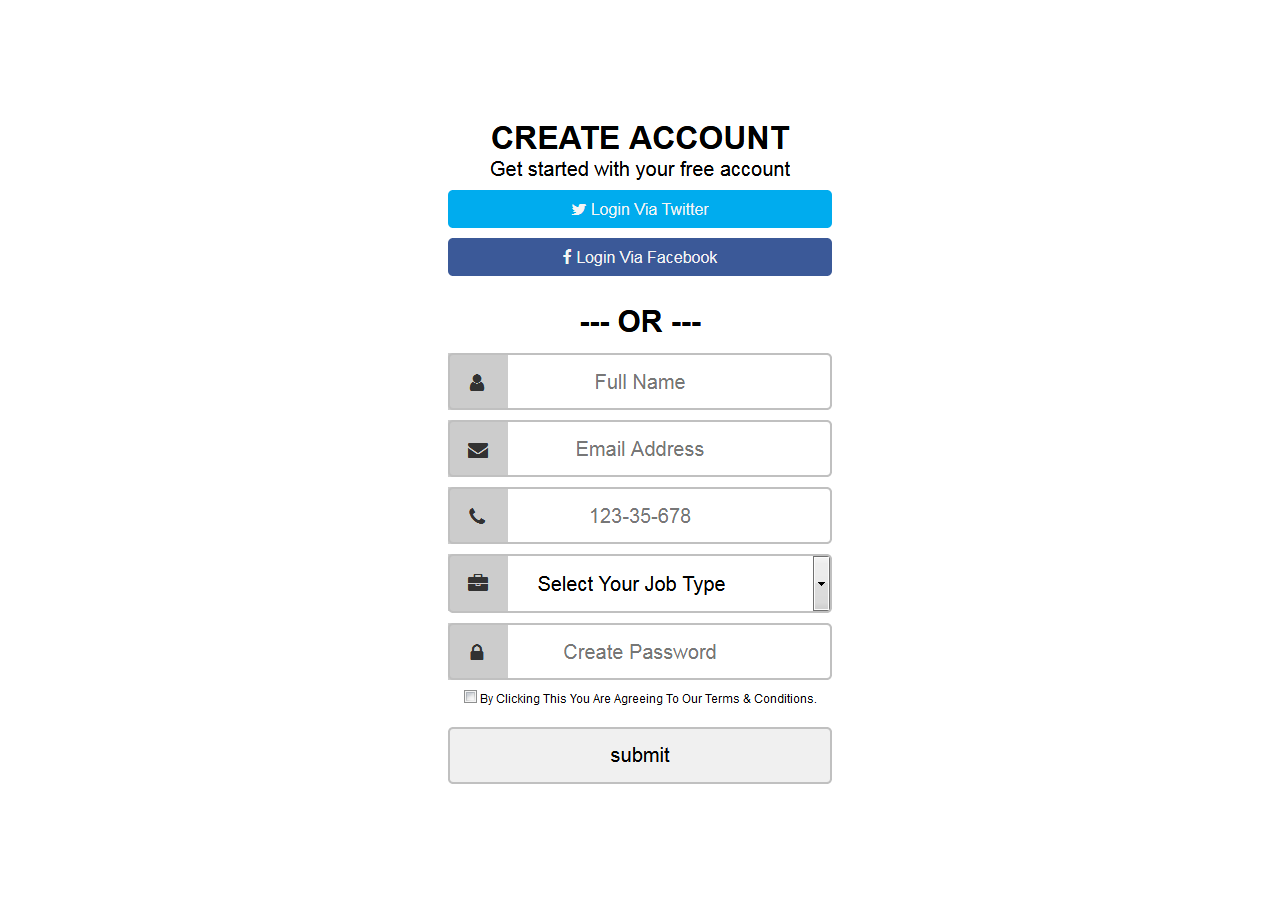 CREATE ACCOUNT
Get started with your free account
Login Via Twitter
Login Via Facebook
--- OR ---
Full Name
Email Address
123-35-678
Select Your Job Type
Create Password
By Clicking This You Are Agreeing To Our Terms & Conditions.
submit